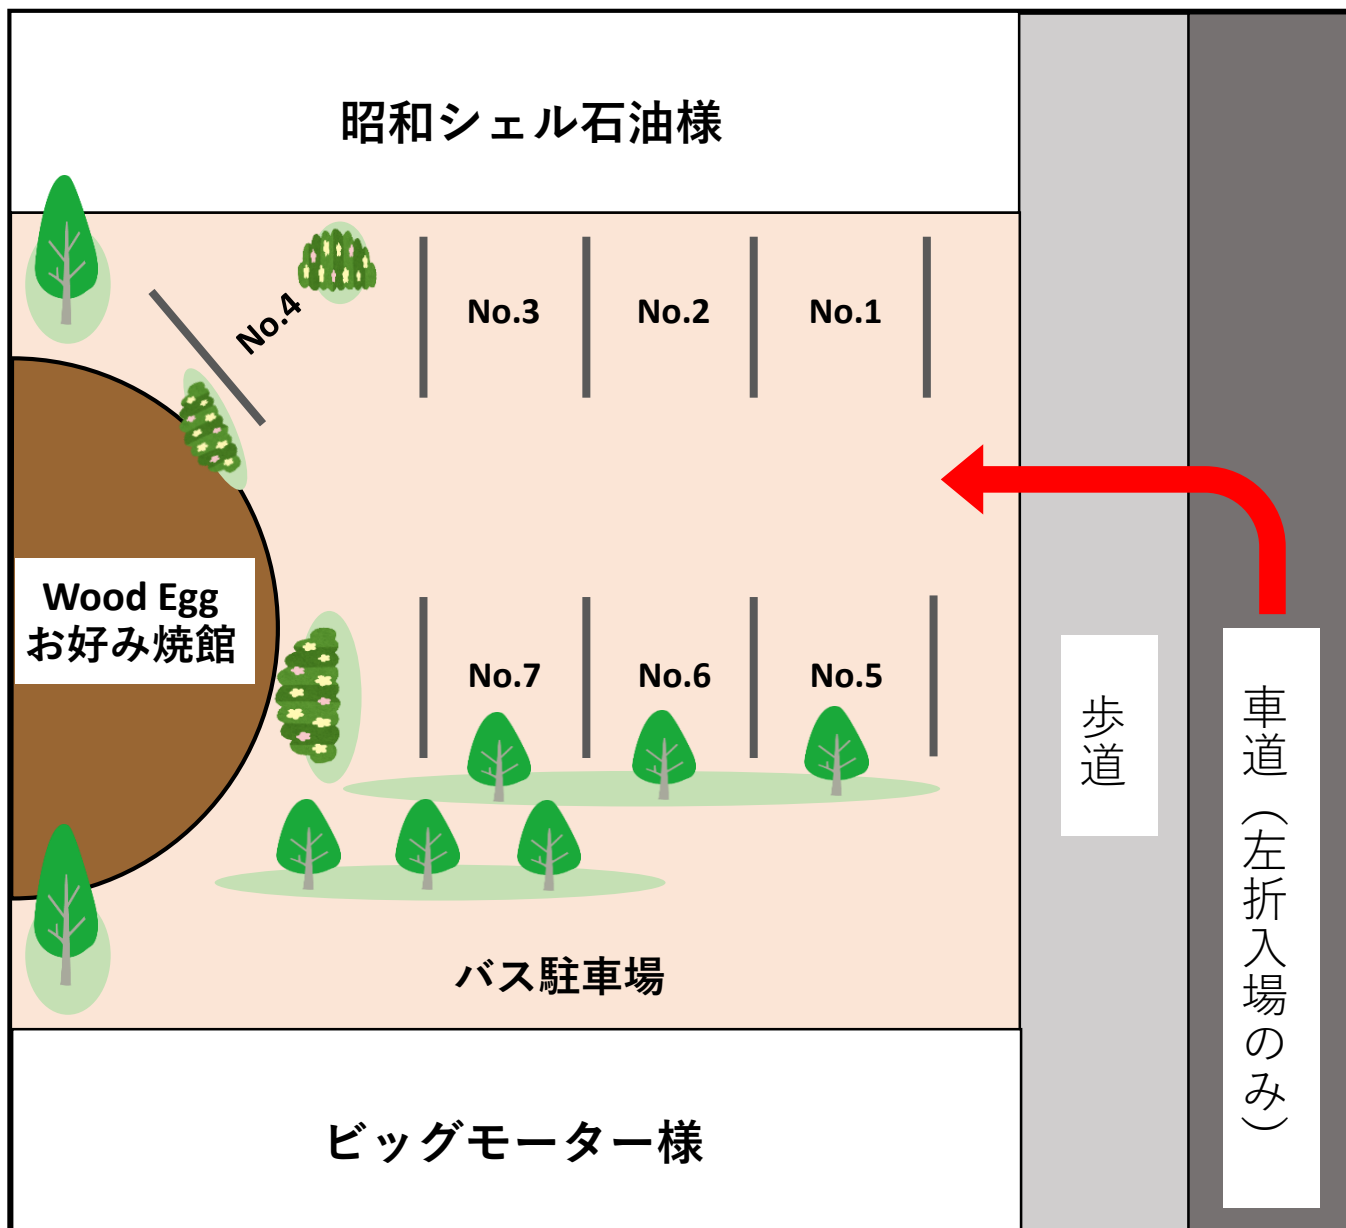 昭和シェル石油様
No.4
No.3
No.2
No.1
Wood Egg
お好み焼館
No.7
No.6
No.5
歩道
車道（左折入場のみ）
バス駐車場
ビッグモーター様